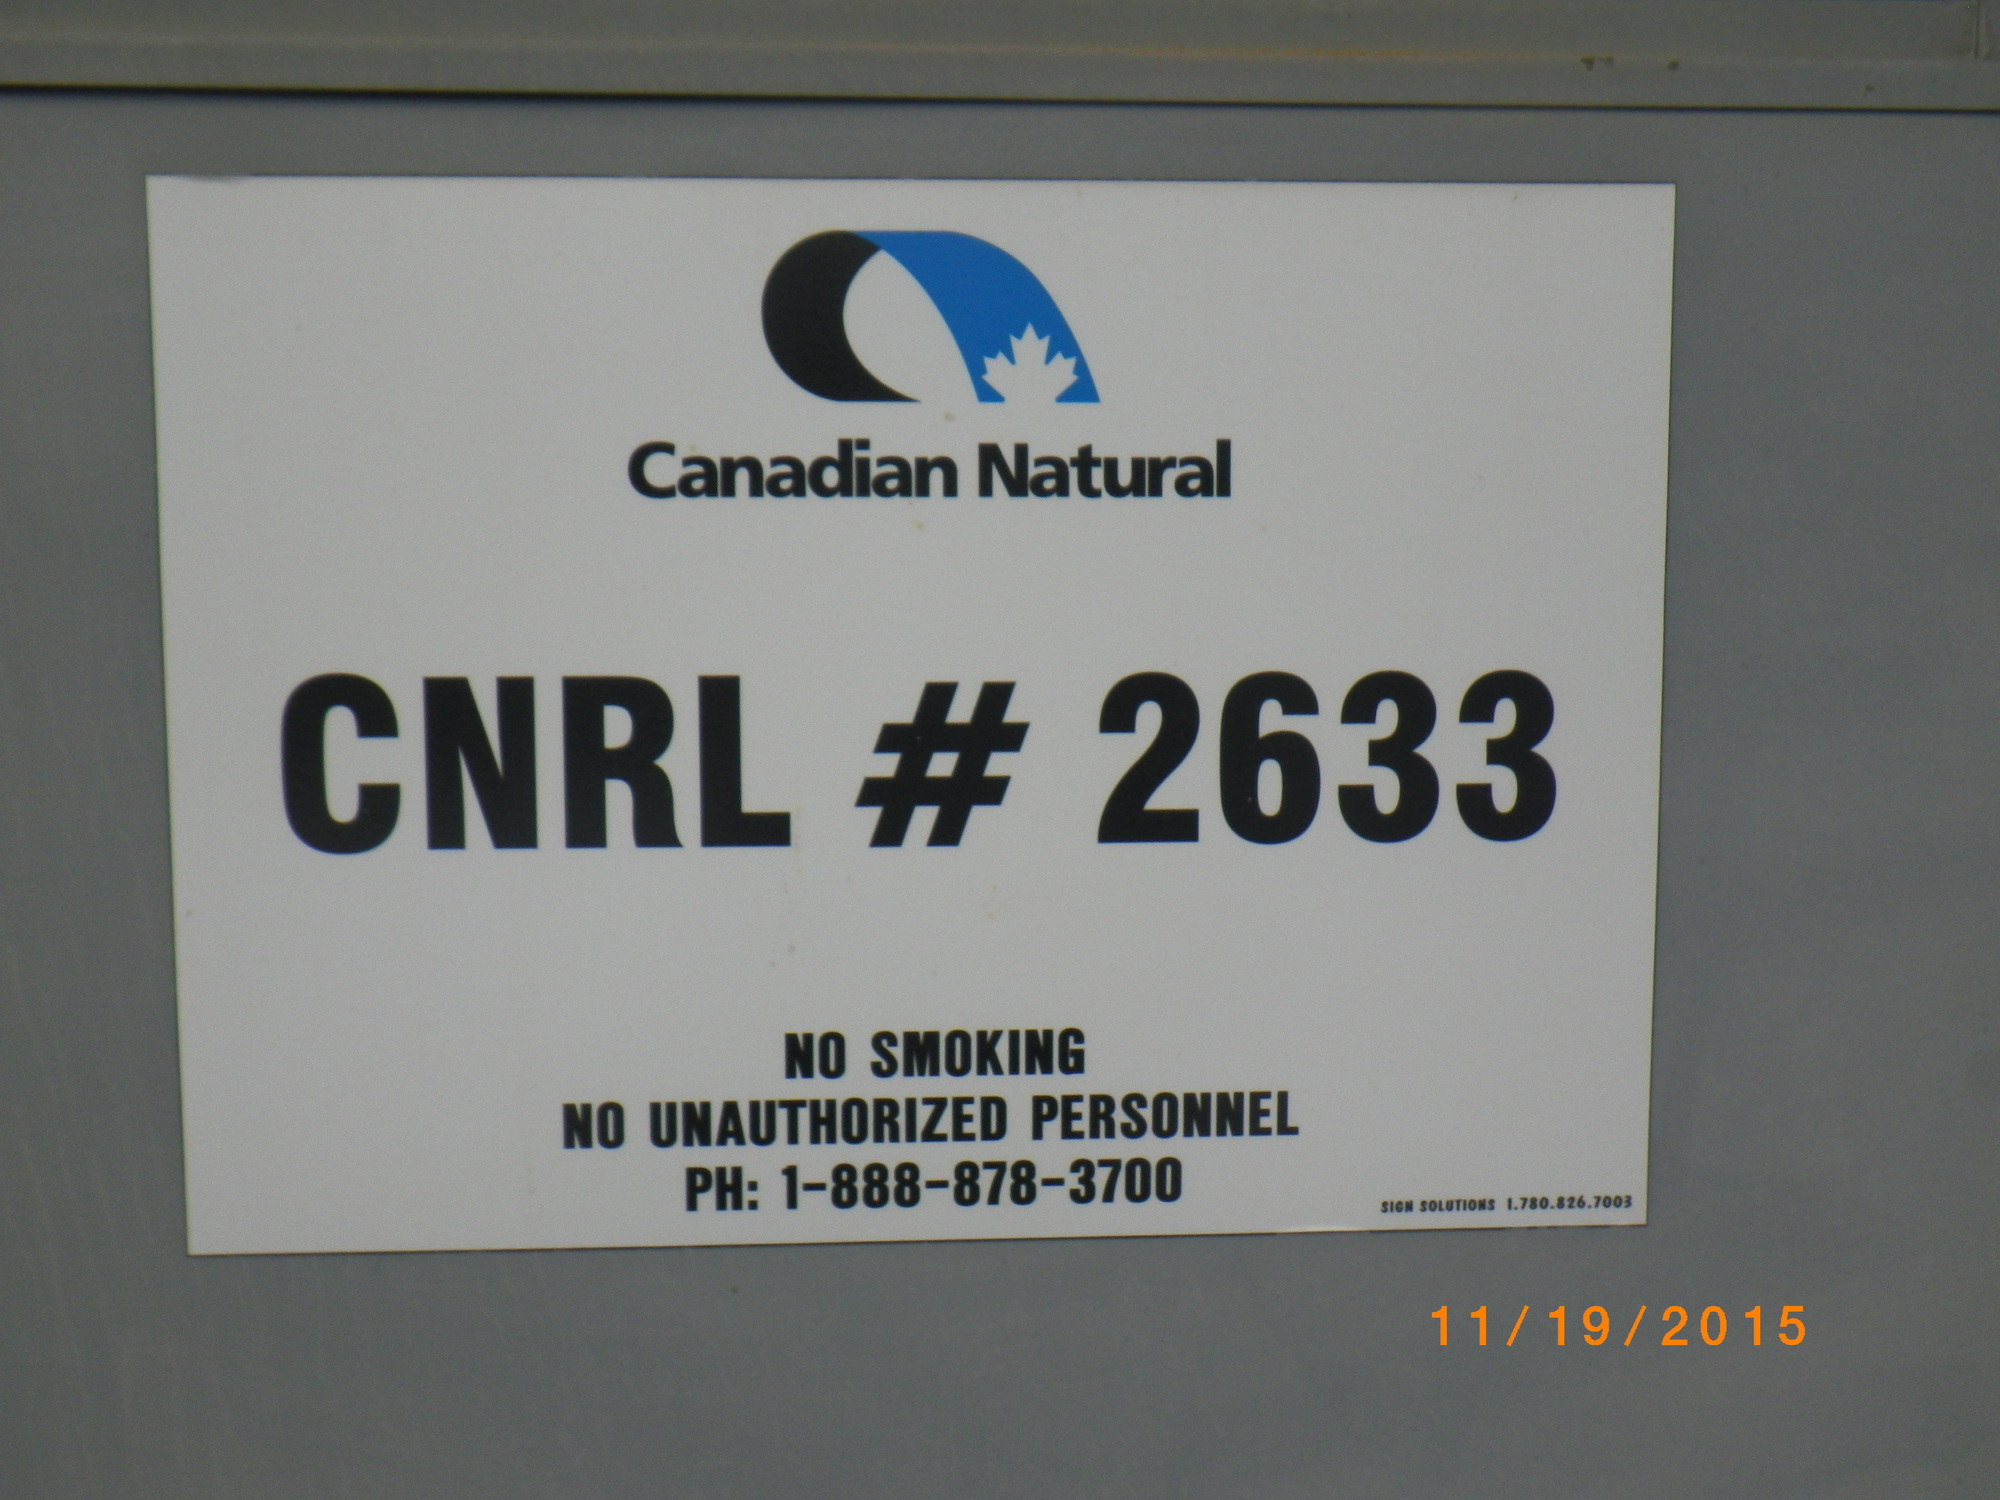 Canadian Natural
CNRL # 2633
NO SMOKING
NO UNAUTHORIZED PERSONNEL
PH: 1-888-878-3700
SIGN SOLUTIONS 1.780.826.7003
11/19/2015